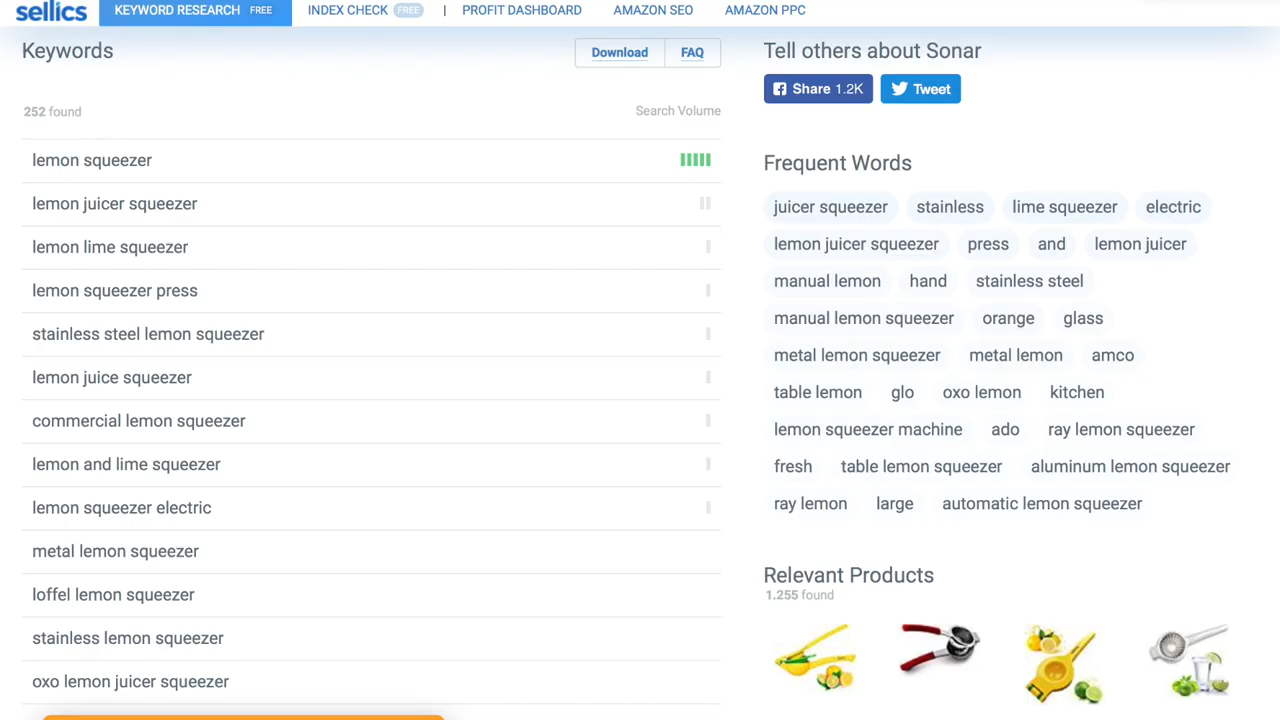 sellics
KEYWORD RESEARCH FREE
INDEX CHECK FREE
|
PROFIT DASHBOARD
AMAZON SEO
AMAZON PPC
Keywords
Download
FAQ
252 found
Search Volume
lemon squeezer
lemon juicer squeezer
lemon lime squeezer
lemon squeezer press
stainless steel lemon squeezer
lemon juice squeezer
commercial lemon squeezer
lemon and lime squeezer
lemon squeezer electric
metal lemon squeezer
loffel lemon squeezer
stainless lemon squeezer
oxo lemon juicer squeezer
Tell others about Sonar
Share 1.2K
Tweet
Frequent Words
juicer squeezer stainless lime squeezer electric
lemon juicer squeezer press and lemon juicer
manual lemon hand stainless steel
manual lemon squeezer orange glass
metal lemon squeezer metal lemon amco
table lemon glo oxo lemon kitchen
lemon squeezer machine ado ray lemon squeezer
fresh table lemon squeezer aluminum lemon squeezer
ray lemon large automatic lemon squeezer
Relevant Products
1.255 found